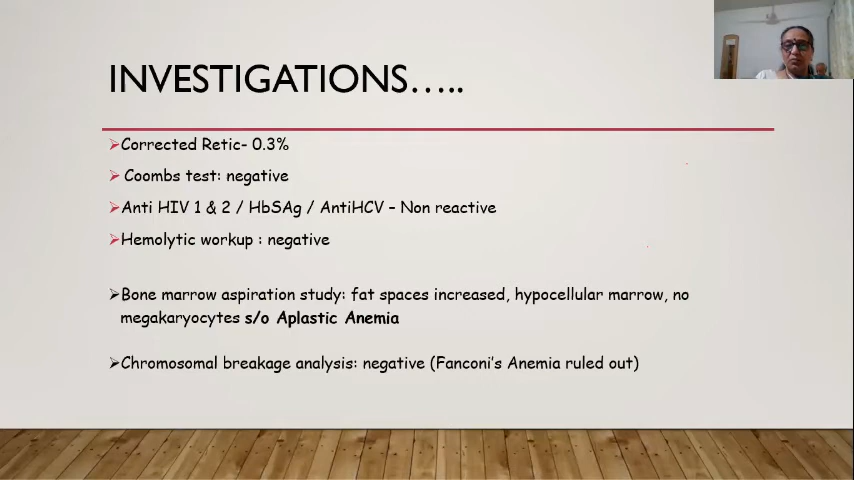 INVESTIGATIONS.....
➢Corrected Retic- 0.3%
➢ Coombs test: negative
➢Anti HIV 1 & 2 / HbSAg / AntiHCV – Non reactive
➢Hemolytic workup : negative
➢Bone marrow aspiration study: fat spaces increased, hypocellular marrow, no
megakaryocytes s/o Aplastic Anemia
➢Chromosomal breakage analysis: negative (Fanconi's Anemia ruled out)